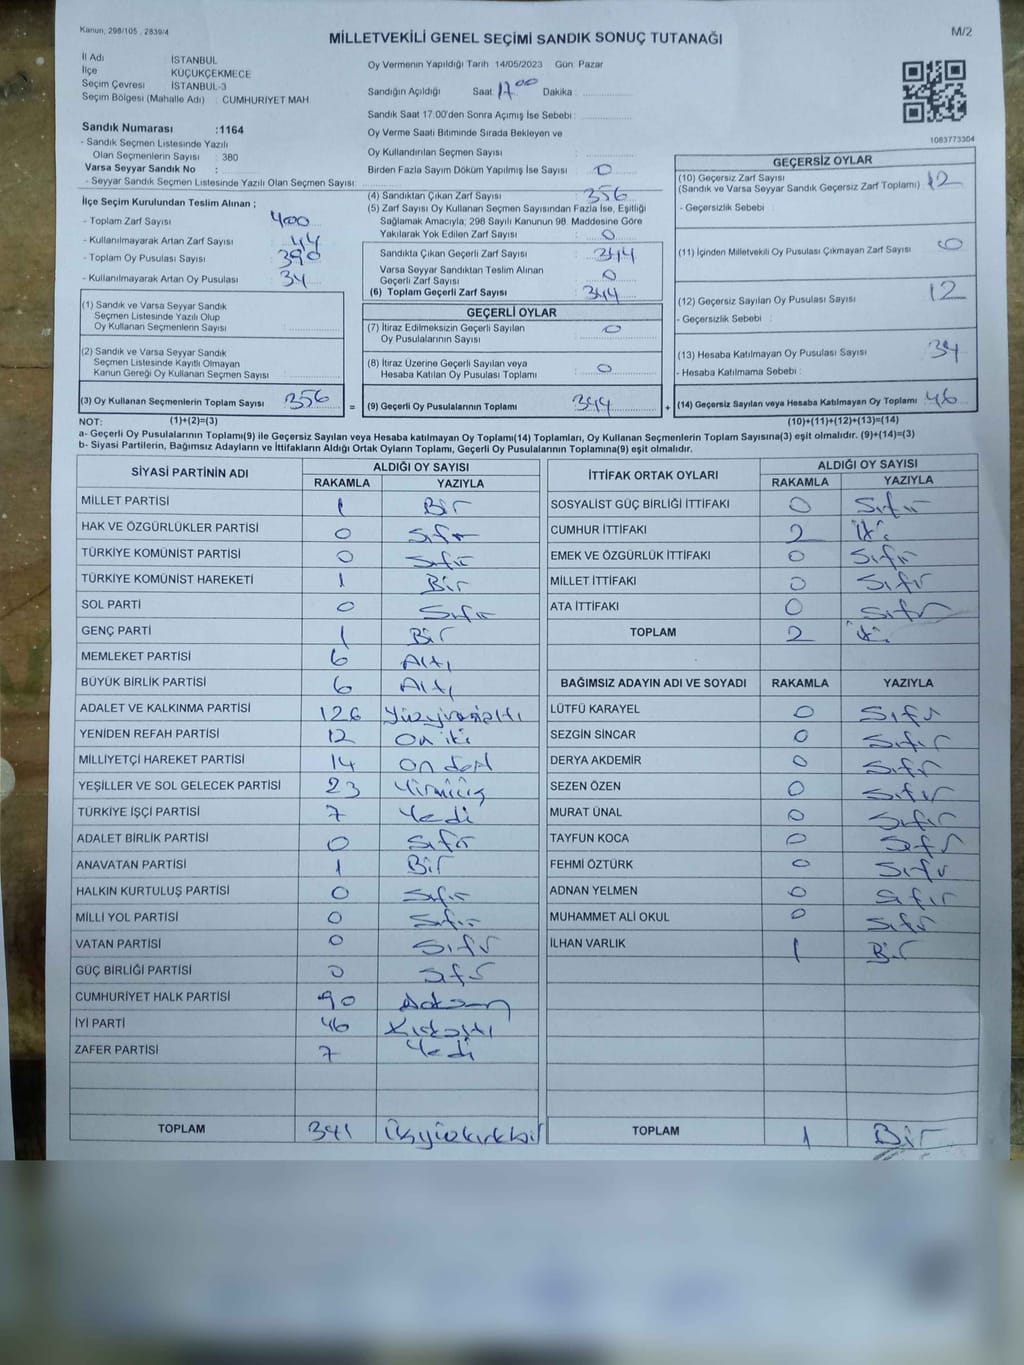 Kanun, 298/105 , 2839/4
MİLLETVEKİLİ GENEL SEÇİMİ SANDIK SONUÇ TUTANAĞI
M/2
İl Adı İSTANBUL
İlçe KÜÇÜKÇEKMECE
Seçim Çevresi İSTANBUL-3
Seçim Bölgesi (Mahalle Adı) : CUMHURİYET MAH
Sandık Numarası :1164
- Sandık Seçmen Listesinde Yazılı
Olan Seçmenlerin Sayısı : 380
Varsa Seyyar Sandık No :
- Seyyar Sandık Seçmen Listesinde Yazılı Olan Seçmen Sayısı:
İlçe Seçim Kurulundan Teslim Alınan ;
- Toplam Zarf Sayısı 400
- Kullanılmayarak Artan Zarf Sayısı 44
- Toplam Oy Pusulası Sayısı 390
- Kullanılmayarak Artan Oy Pusulası 34
(1) Sandık ve Varsa Seyyar Sandık
Seçmen Listesinde Yazılı Olup
Oy Kullanan Seçmenlerin Sayısı
(2) Sandık ve Varsa Seyyar Sandık
Seçmen Listesinde Kayıtlı Olmayan
Kanun Gereği Oy Kullanan Seçmen Sayısı
(3) Oy Kullanan Seçmenlerin Toplam Sayısı 356
Oy Vermenin Yapıldığı Tarih 14/05/2023 Gün Pazar
Sandığın Açıldığı Saat 17 00 Dakika
Sandık Saat 17:00'den Sonra Açımış İse Sebebi
Oy Verme Saati Bitiminde Sırada Bekleyen ve
Oy Kullandırılan Seçmen Sayısı
Birden Fazla Sayım Döküm Yapılmış İse Sayısı : 0
(4) Sandıktan Çıkan Zarf Sayısı 356
(5) Zarf Sayısı Oy Kullanan Seçmen Sayısından Fazla İse, Eşitliği
Sağlamak Amacıyla, 298 Sayılı Kanunun 98. Maddesine Göre
Yakılarak Yok Edilen Zarf Sayısı : 0
Sandıkta Çıkan Geçerli Zarf Sayısı : 344
Varsa Seyyar Sandıktan Teslim Alınan
Geçerli Zarf Sayısı 0
(6) Toplam Geçerli Zarf Sayısı 344
GEÇERLİ OYLAR
(7) İtiraz Edilmeksizin Geçerli Sayılan
Oy Pusulalarının Sayısı 0
(8) İtiraz Üzerine Geçerli Sayılan veya
Hesaba Katılan Oy Pusulası Toplamı 0
= (9) Geçerli Oy Pusulalarının Toplamı 344 +
1083773304
GEÇERSİZ OYLAR
(10) Geçersiz Zarf Sayısı
(Sandık ve Varsa Seyyar Sandık Geçersiz Zarf Toplamı) 12
- Geçersizlik Sebebi
(11) İçinden Milletvekili Oy Pusulası Çıkmayan Zarf Sayısı 0
(12) Geçersiz Sayılan Oy Pusulası Sayısı 12
- Geçersizlik Sebebi :
(13) Hesaba Katılmayan Oy Pusulası Sayısı 34
- Hesaba Katılmama Sebebi :
(14) Geçersiz Sayılan veya Hesaba Katılmayan Oy Toplamı 46
NOT: (1)+(2)=(3) (10)+(11)+(12)+(13)=(14)
a- Geçerli Oy Pusulalarının Toplamı(9) ile Geçersiz Sayılan veya Hesaba katılmayan Oy Toplamı(14) Toplamları, Oy Kullanan Seçmenlerin Toplam Sayısına(3) eşit olmalıdır. (9)+(14)=(3)
b- Siyasi Partilerin, Bağımsız Adayların ve İttifakların Aldığı Ortak Oyların Toplamı, Geçerli Oy Pusulalarının Toplamına(9) eşit olmalıdır.
SİYASİ PARTİNİN ADI ALDIĞI OY SAYISI
RAKAMLA YAZIYLA
MİLLET PARTİSİ 1 Bir
HAK VE ÖZGÜRLÜKLER PARTİSİ 0 Sıfır
TÜRKİYE KOMÜNİST PARTİSİ 0 Sıfır
TÜRKİYE KOMÜNİST HAREKETİ 1 Bir
SOL PARTİ 0 Sıfır
GENÇ PARTİ 1 Bir
MEMLEKET PARTİSİ 6 Altı
BÜYÜK BİRLİK PARTİSİ 6 Altı
ADALET VE KALKINMA PARTİSİ 126 Yüzyirmialtı
YENİDEN REFAH PARTİSİ 12 On iki
MİLLİYETÇİ HAREKET PARTİSİ 14 On dört
YEŞİLLER VE SOL GELECEK PARTİSİ 23 Yirmiüç
TÜRKİYE İŞÇİ PARTİSİ 7 Yedi
ADALET BİRLİK PARTİSİ 0 Sıfır
ANAVATAN PARTİSİ 1 Bir
HALKIN KURTULUŞ PARTİSİ 0 Sıfır
MİLLİ YOL PARTİSİ 0 Sıfır
VATAN PARTİSİ 0 Sıfır
GÜÇ BİRLİĞİ PARTİSİ 0 Sıfır
CUMHURİYET HALK PARTİSİ 90 Doksan
İYİ PARTİ 46 Kırkaltı
ZAFER PARTİSİ 7 Yedi
TOPLAM 341 Üçyüzkırkbir
İTTİFAK ORTAK OYLARI ALDIĞI OY SAYISI
RAKAMLA YAZIYLA
SOSYALİST GÜÇ BİRLİĞİ İTTİFAKI 0 Sıfır
CUMHUR İTTİFAKI 2 İki
EMEK VE ÖZGÜRLÜK İTTİFAKI 0 Sıfır
MİLLET İTTİFAKI 0 Sıfır
ATA İTTİFAKI 0 Sıfır
TOPLAM 2 İki
BAĞIMSIZ ADAYIN ADI VE SOYADI RAKAMLA YAZIYLA
LÜTFÜ KARAYEL 0 Sıfır
SEZGİN SİNCAR 0 Sıfır
DERYA AKDEMİR 0 Sıfır
SEZEN ÖZEN 0 Sıfır
MURAT ÜNAL 0 Sıfır
TAYFUN KOCA 0 Sıfır
FEHMİ ÖZTÜRK 0 Sıfır
ADNAN YELMEN 0 Sıfır
MUHAMMET ALİ OKUL 0 Sıfır
İLHAN VARLIK 1 Bir
TOPLAM 1 Bir